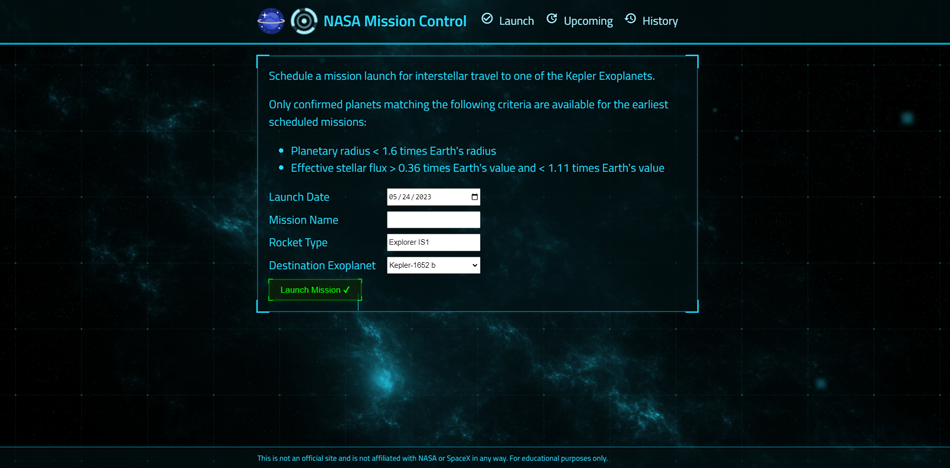 NASA Mission Control
Launch
Upcoming
History
Schedule a mission launch for interstellar travel to one of the Kepler Exoplanets.
Only confirmed planets matching the following criteria are available for the earliest
scheduled missions:
Planetary radius < 1.6 times Earth's radius
Effective stellar flux > 0.36 times Earth's value and < 1.11 times Earth's value
Launch Date 05/24/2023
Mission Name
Rocket Type Explorer IS1
Destination Exoplanet Kepler-1652 b
Launch Mission ✔
This is not an official site and is not affiliated with NASA or SpaceX in any way. For educational purposes only.